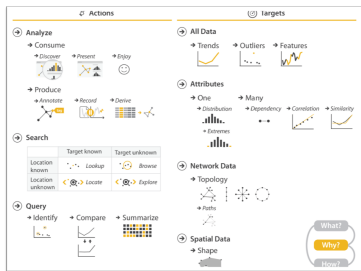 Actions
Analyze
→ Consume
→ Discover → Present → Enjoy
→ Produce
→ Annotate → Record → Derive
tag
Search
Target known Target unknown
Location known Lookup Browse
Location unknown Locate Explore
Query
→ Identify → Compare → Summarize
Targets
All Data
→ Trends → Outliers → Features
Attributes
→ One → Many
→ Distribution → Dependency → Correlation → Similarity
→ Extremes
Network Data
→ Topology
→ Paths
Spatial Data
→ Shape
What?
Why?
How?